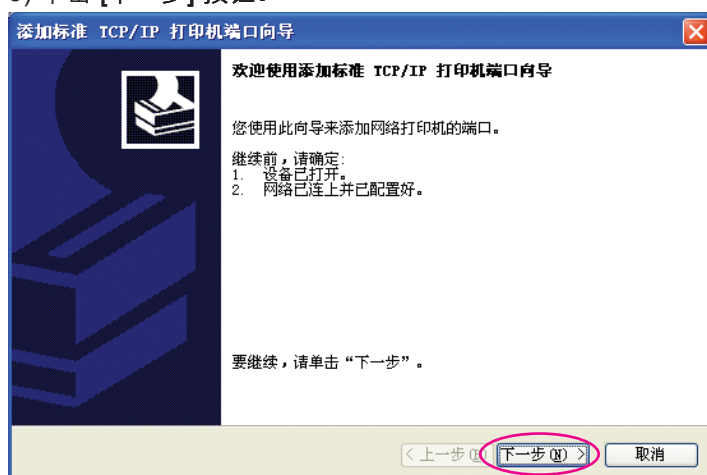 添加标准 TCP/IP 打印机端口向导
欢迎使用添加标准 TCP/IP 打印机端口向导
您使用此向导来添加网络打印机的端口。
继续前，请确定:
1. 设备已打开。
2. 网络已连上并已配置好。
要继续，请单击“下一步”。
< 上一步(B) 下一步(N) > 取消